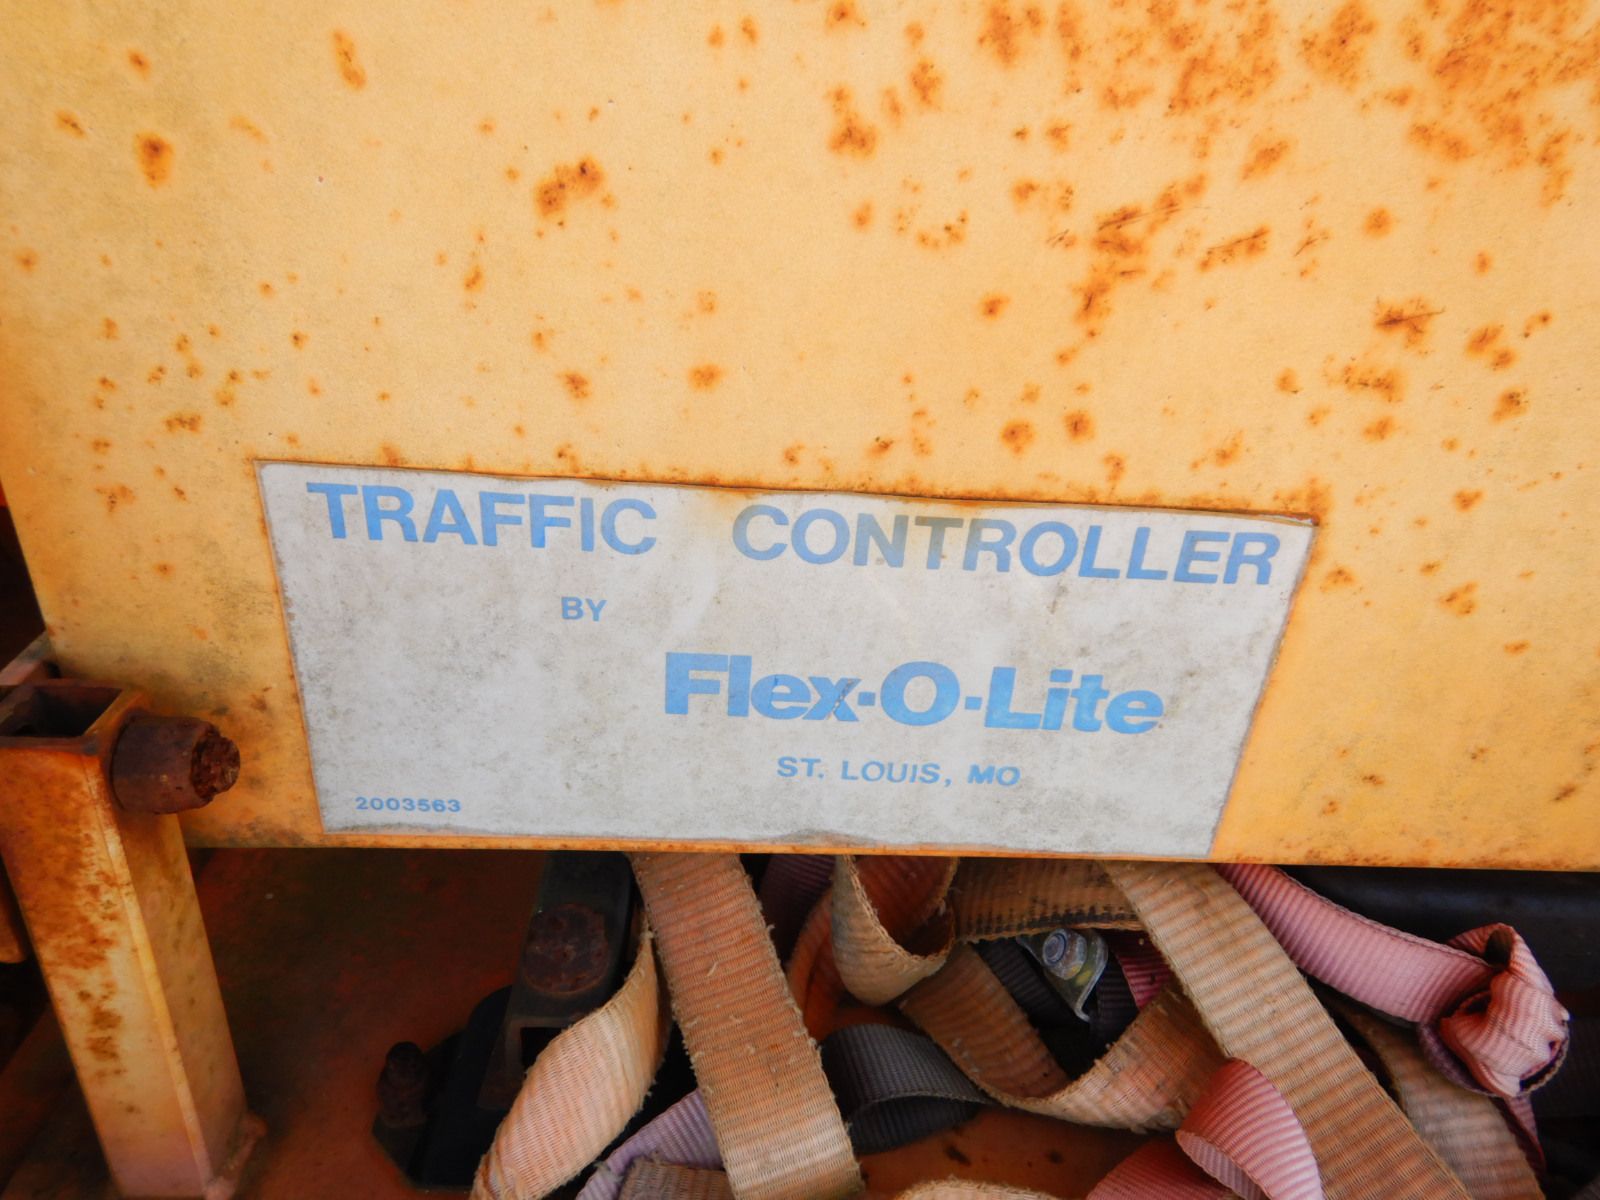 TRAFFIC CONTROLLER
BY
Flex-O-Lite
ST. LOUIS, MO
2003563